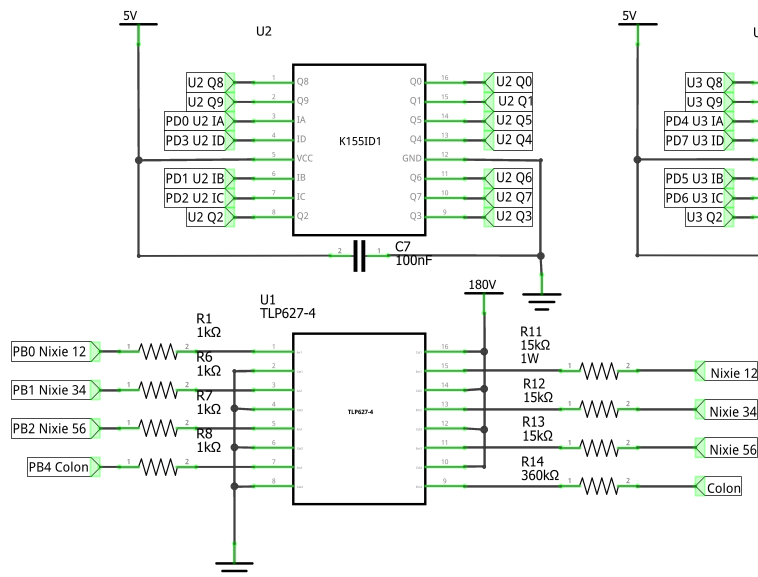 5V
U2
5V
U2 Q8
1
Q8
Q0
16
U2 Q0
U3 Q8
U2 Q9
2
Q9
Q1
15
U2 Q1
U3 Q9
PD0 U2 IA
3
IA
Q5
14
U2 Q5
PD4 U3 IA
PD3 U2 ID
4
ID
K155ID1
Q4
13
U2 Q4
PD7 U3 ID
5
VCC
GND
12
PD1 U2 IB
6
IB
Q6
11
U2 Q6
PD5 U3 IB
PD2 U2 IC
7
IC
Q7
10
U2 Q7
PD6 U3 IC
U2 Q2
8
Q2
Q3
9
U2 Q3
U3 Q2
2
1
C7
100nF
180V
U1
TLP627-4
R1
1kΩ
PB0 Nixie 12
1
2
1
16
R11
15kΩ
1W
R6
1kΩ
2
15
1
2
Nixie 12
PB1 Nixie 34
1
2
3
14
R12
15kΩ
R7
1kΩ
4
TLP627-4
13
1
2
Nixie 34
PB2 Nixie 56
1
2
5
12
R13
15kΩ
R8
1kΩ
6
11
1
2
Nixie 56
PB4 Colon
1
2
7
10
R14
360kΩ
8
9
1
2
Colon